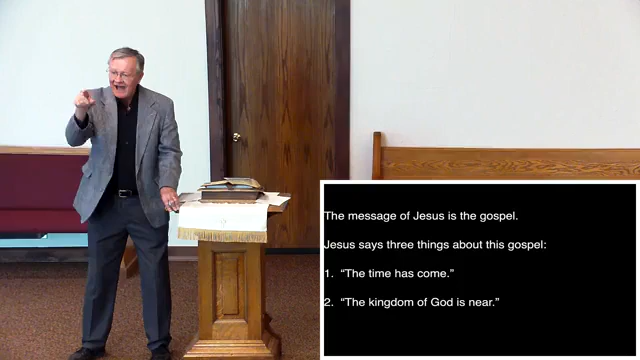 The message of Jesus is the gospel.
Jesus says three things about this gospel:
1. “The time has come.”
2. “The kingdom of God is near.”